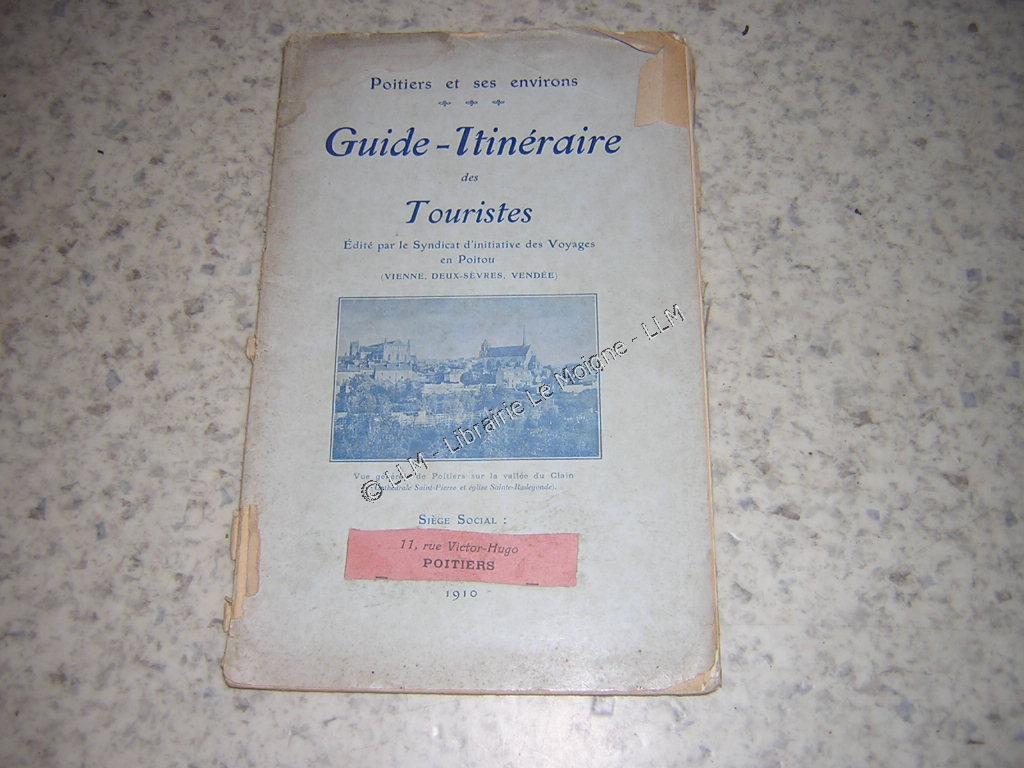 Poitiers et ses environs
Guide-Itinéraire
des
Touristes
Édité par le Syndicat d'initiative des Voyages
en Poitou
(VIENNE, DEUX-SÈVRES, VENDÉE)
Vue générale de Poitiers sur la vallée du Clain
(Cathédrale Saint-Pierre et église Sainte-Radegonde).
SIÈGE SOCIAL :
11, rue Victor-Hugo
POITIERS
1910
© LLM - Librairie Le Moigne - LLM